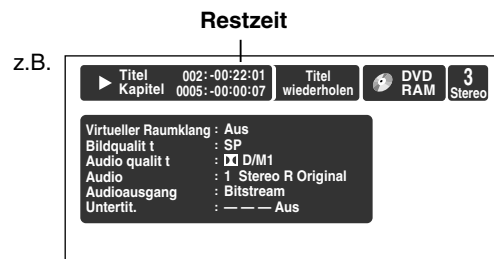 Restzeit
z.B.
Titel 002:-00:22:01
Kapitel 0005:-00:00:07
Titel
wiederholen
DVD
RAM
3
Stereo
Virtueller Raumklang : Aus
Bildqualit t : SP
Audio qualit t : D/M1
Audio : 1 Stereo R Original
Audioausgang : Bitstream
Untertit. : — — — Aus